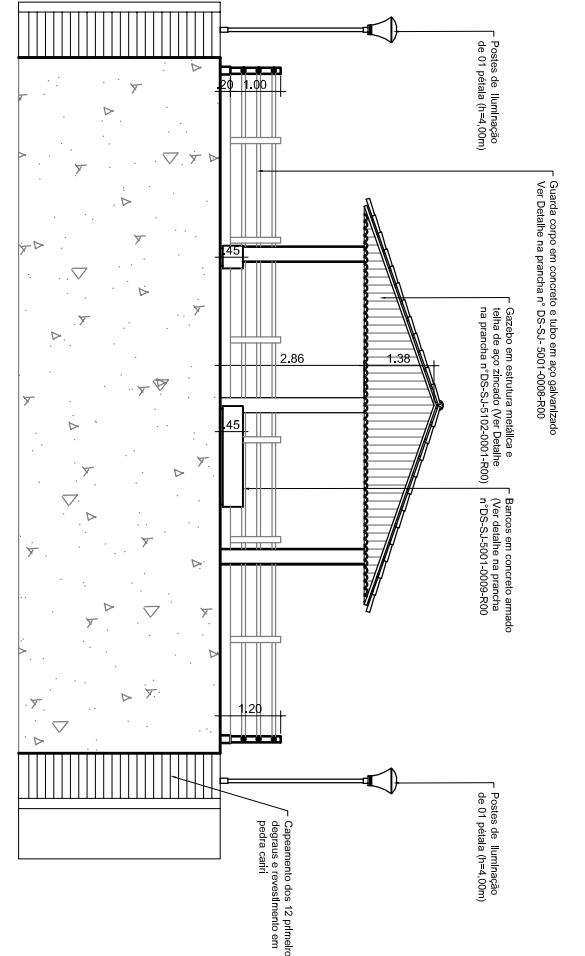 Postes de Iluminação
de 01 pétala (h=4,00m)
Guarda corpo em concreto e tubo em aço galvanizado
Ver Detalhe na prancha n° DS-SJ- 5001-0008-R00
Gazebo em estrutura metálica e
telha de aço zincado (Ver Detalhe
na prancha n°DS-SJ-5102-0001-R00)
Bancos em concreto armado
(Ver detalhe na prancha
n°DS-SJ-5001-0009-R00
Postes de Iluminação
de 01 pétala (h=4,00m)
Capeamento dos 12 primeiro
degraus e revestimento em
pedra cariri
.20
1.00
.45
2.86
1.38
.45
1.20